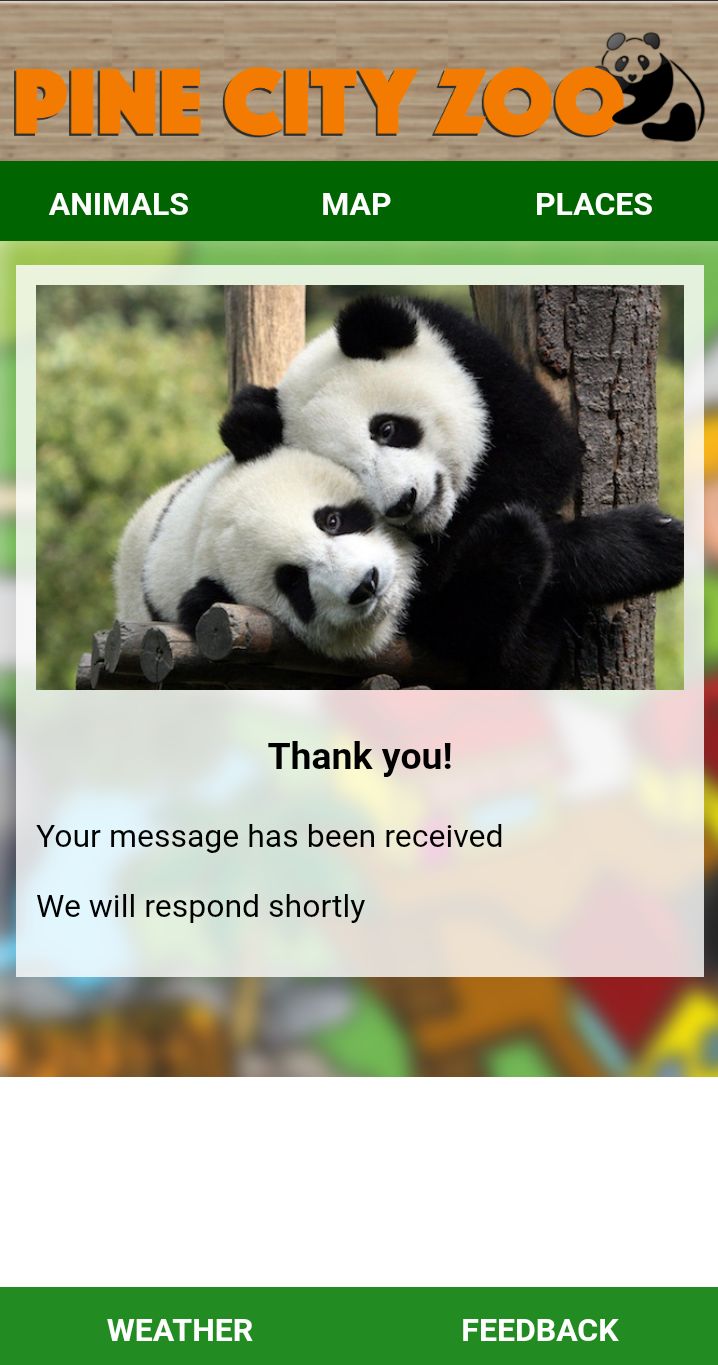 PINE CITY ZOO
ANIMALS MAP PLACES
Thank you!
Your message has been received
We will respond shortly
WEATHER FEEDBACK